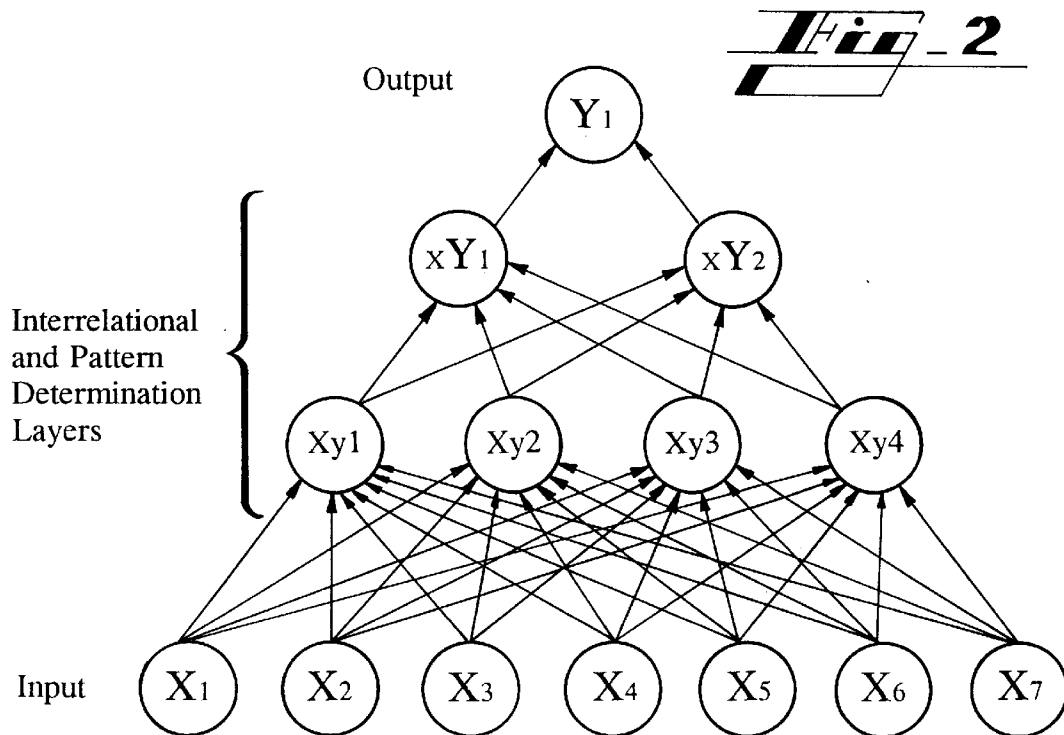 Fig_2
Output
Y1
XY1
XY2
Interrelational
and Pattern
Determination
Layers
Xy1
Xy2
Xy3
Xy4
Input
X1
X2
X3
X4
X5
X6
X7